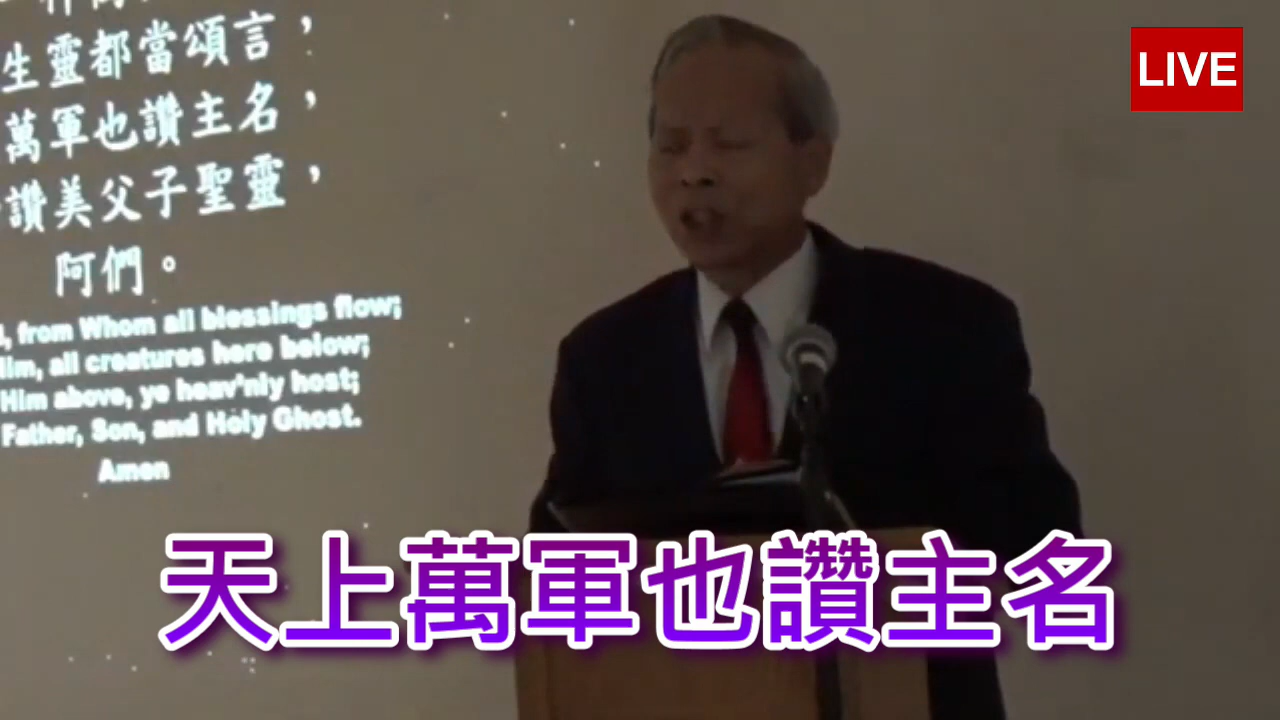 生靈都當頌言，
萬軍也讚主名，
讚美父子聖靈，
阿們。
from Whom all blessings flow;
Him, all creatures here below;
Him above, ye heav'nly host;
Father, Son, and Holy Ghost.
Amen
LIVE
天上萬軍也讚主名